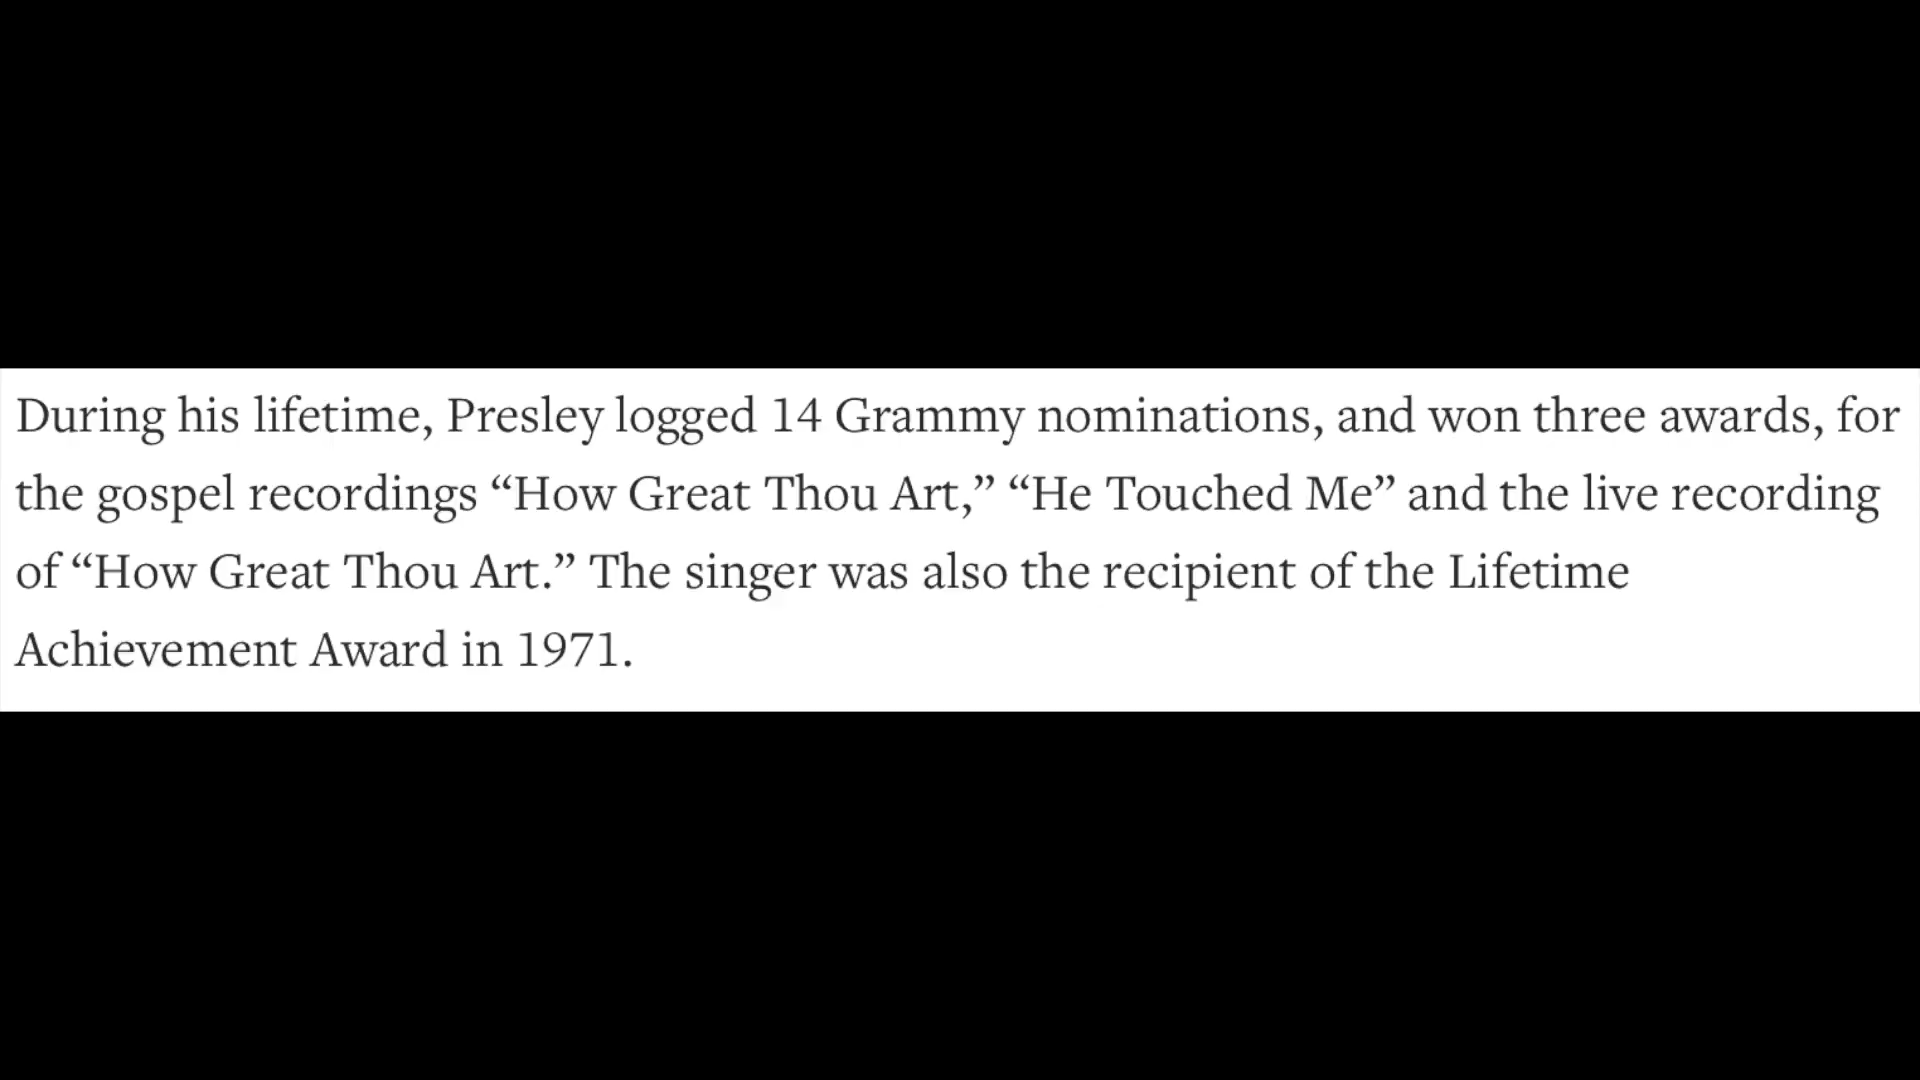 During his lifetime, Presley logged 14 Grammy nominations, and won three awards, for
the gospel recordings “How Great Thou Art,” “He Touched Me” and the live recording
of “How Great Thou Art.” The singer was also the recipient of the Lifetime
Achievement Award in 1971.